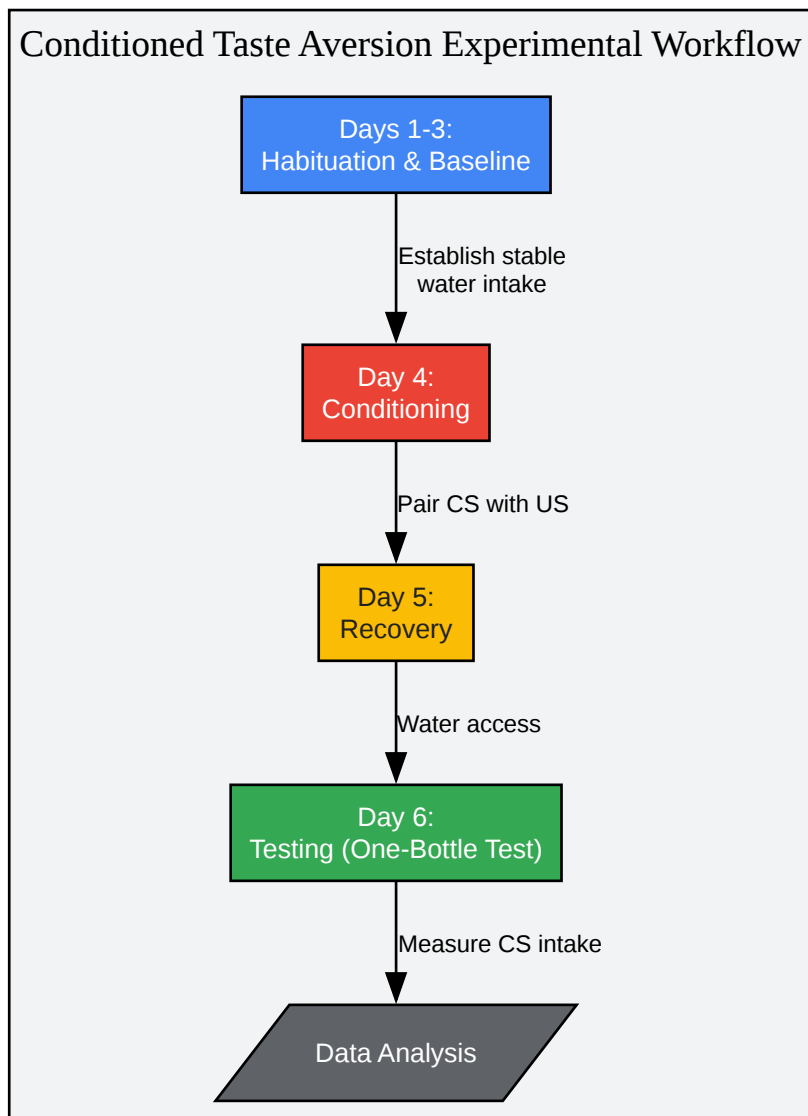 Conditioned Taste Aversion Experimental Workflow
Days 1-3:
Habituation & Baseline
Establish stable
water intake
Day 4:
Conditioning
Pair CS with US
Day 5:
Recovery
Water access
Day 6:
Testing (One-Bottle Test)
Measure CS intake
Data Analysis